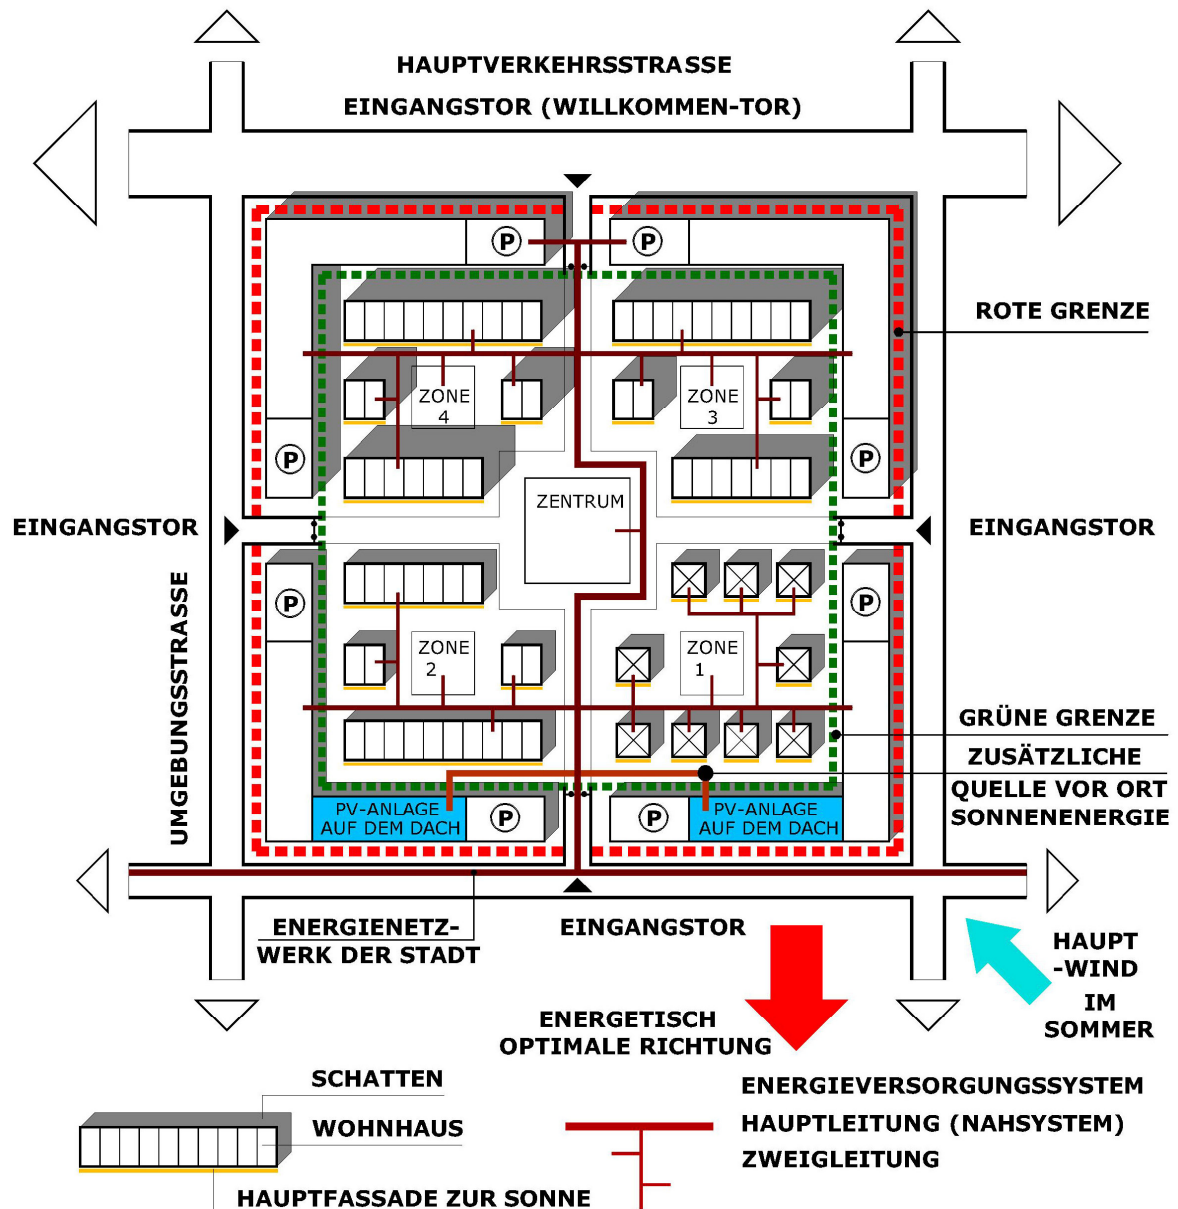 HAUPTVERKEHRSSTRASSE
EINGANGSTOR (WILLKOMMEN-TOR)
P
P
ROTE GRENZE
ZONE
4
ZONE
3
P
P
ZENTRUM
EINGANGSTOR
EINGANGSTOR
UMGEBUNGSSTRASSE
P
P
ZONE
2
ZONE
1
GRÜNE GRENZE
ZUSÄTZLICHE
QUELLE VOR ORT
SONNENENERGIE
PV-ANLAGE
AUF DEM DACH
P
P
PV-ANLAGE
AUF DEM DACH
ENERGIENETZ-
WERK DER STADT
EINGANGSTOR
HAUPT
-WIND
IM
SOMMER
ENERGETISCH
OPTIMALE RICHTUNG
SCHATTEN
WOHNHAUS
HAUPTFASSADE ZUR SONNE
ENERGIEVERSORGUNGSSYSTEM
HAUPTLEITUNG (NAHSYSTEM)
ZWEIGLEITUNG